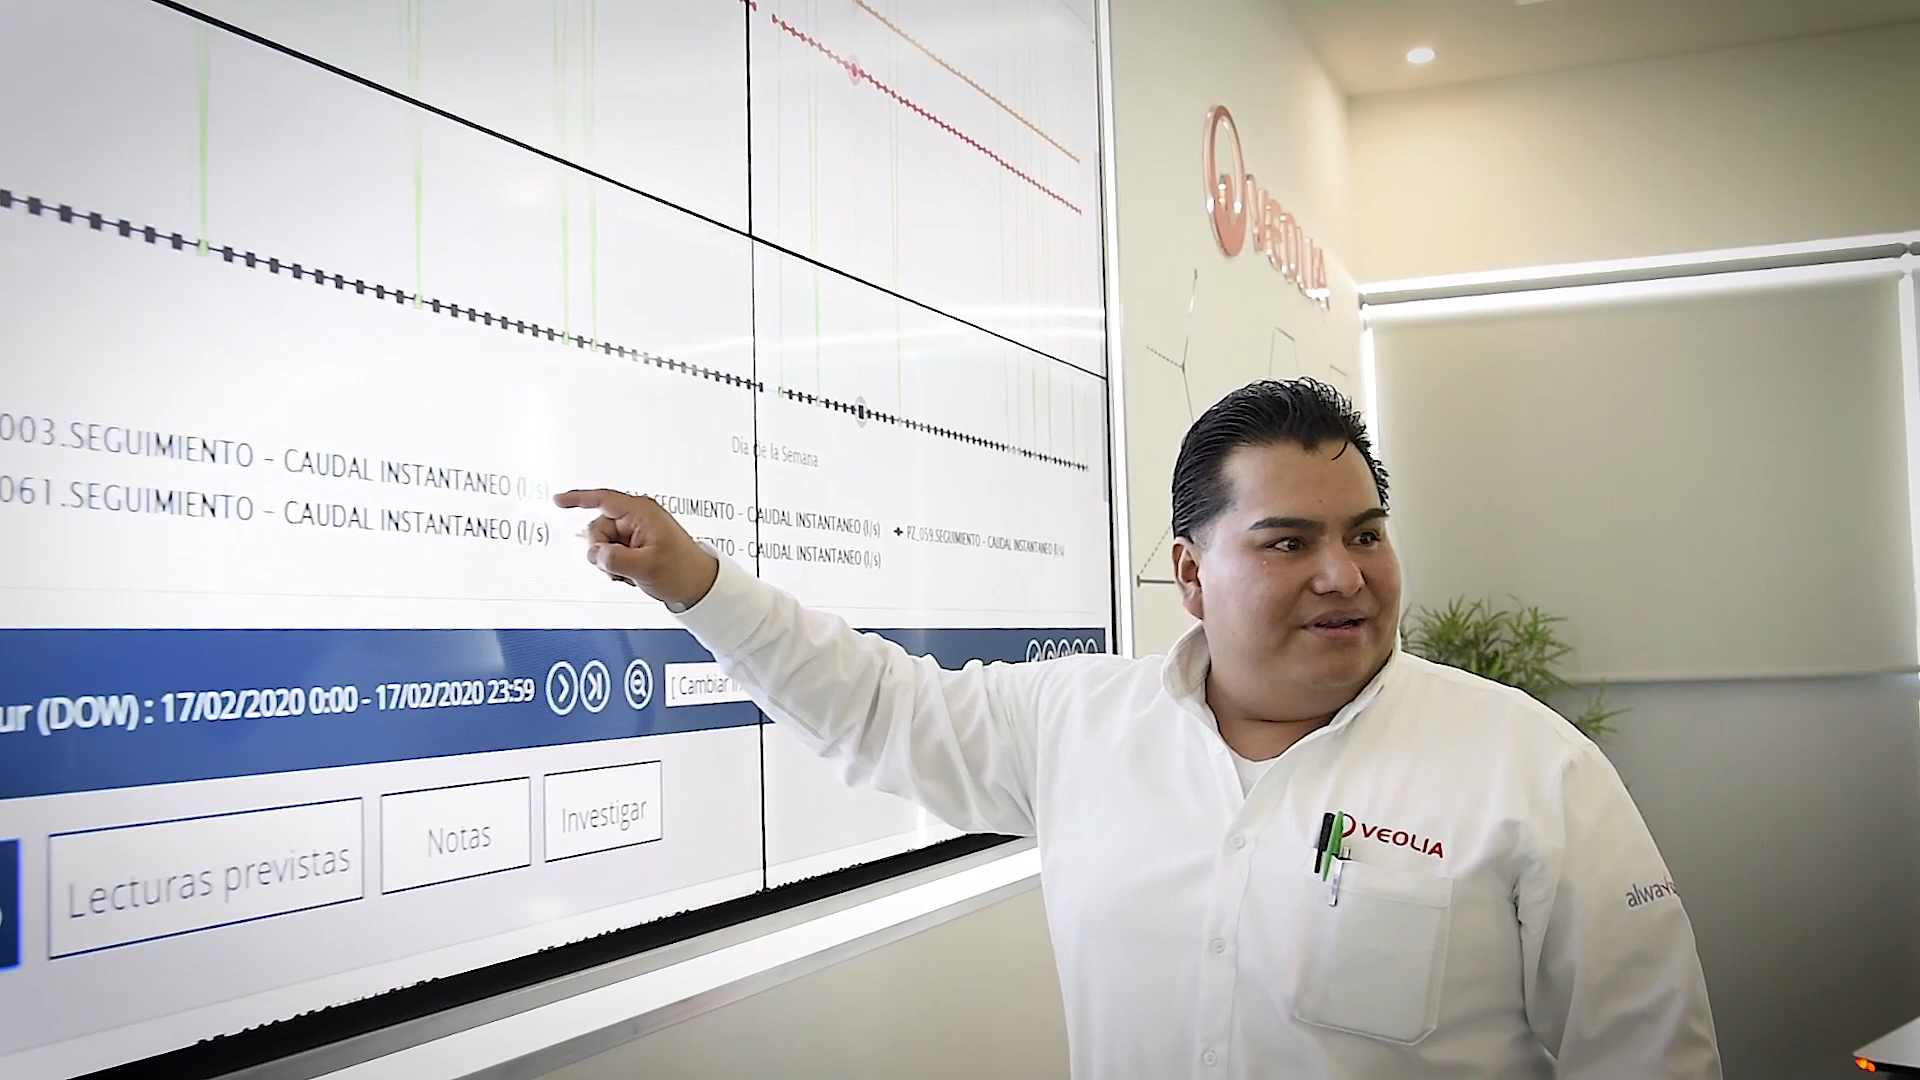 VEOLIA
Día de la Semana
003.SEGUIMIENTO - CAUDAL INSTANTANEO (l/s)
SEGUIMIENTO - CAUDAL INSTANTANEO (l/s)
PZ_059.SEGUIMIENTO - CAUDAL INSTANTANEO (l/s)
061.SEGUIMIENTO - CAUDAL INSTANTANEO (l/s)
- CAUDAL INSTANTANEO (l/s)
ur (DOW) : 17/02/2020 0:00 - 17/02/2020 23:59
[ Cambiar
Lecturas previstas
Notas
Investigar
VEOLIA